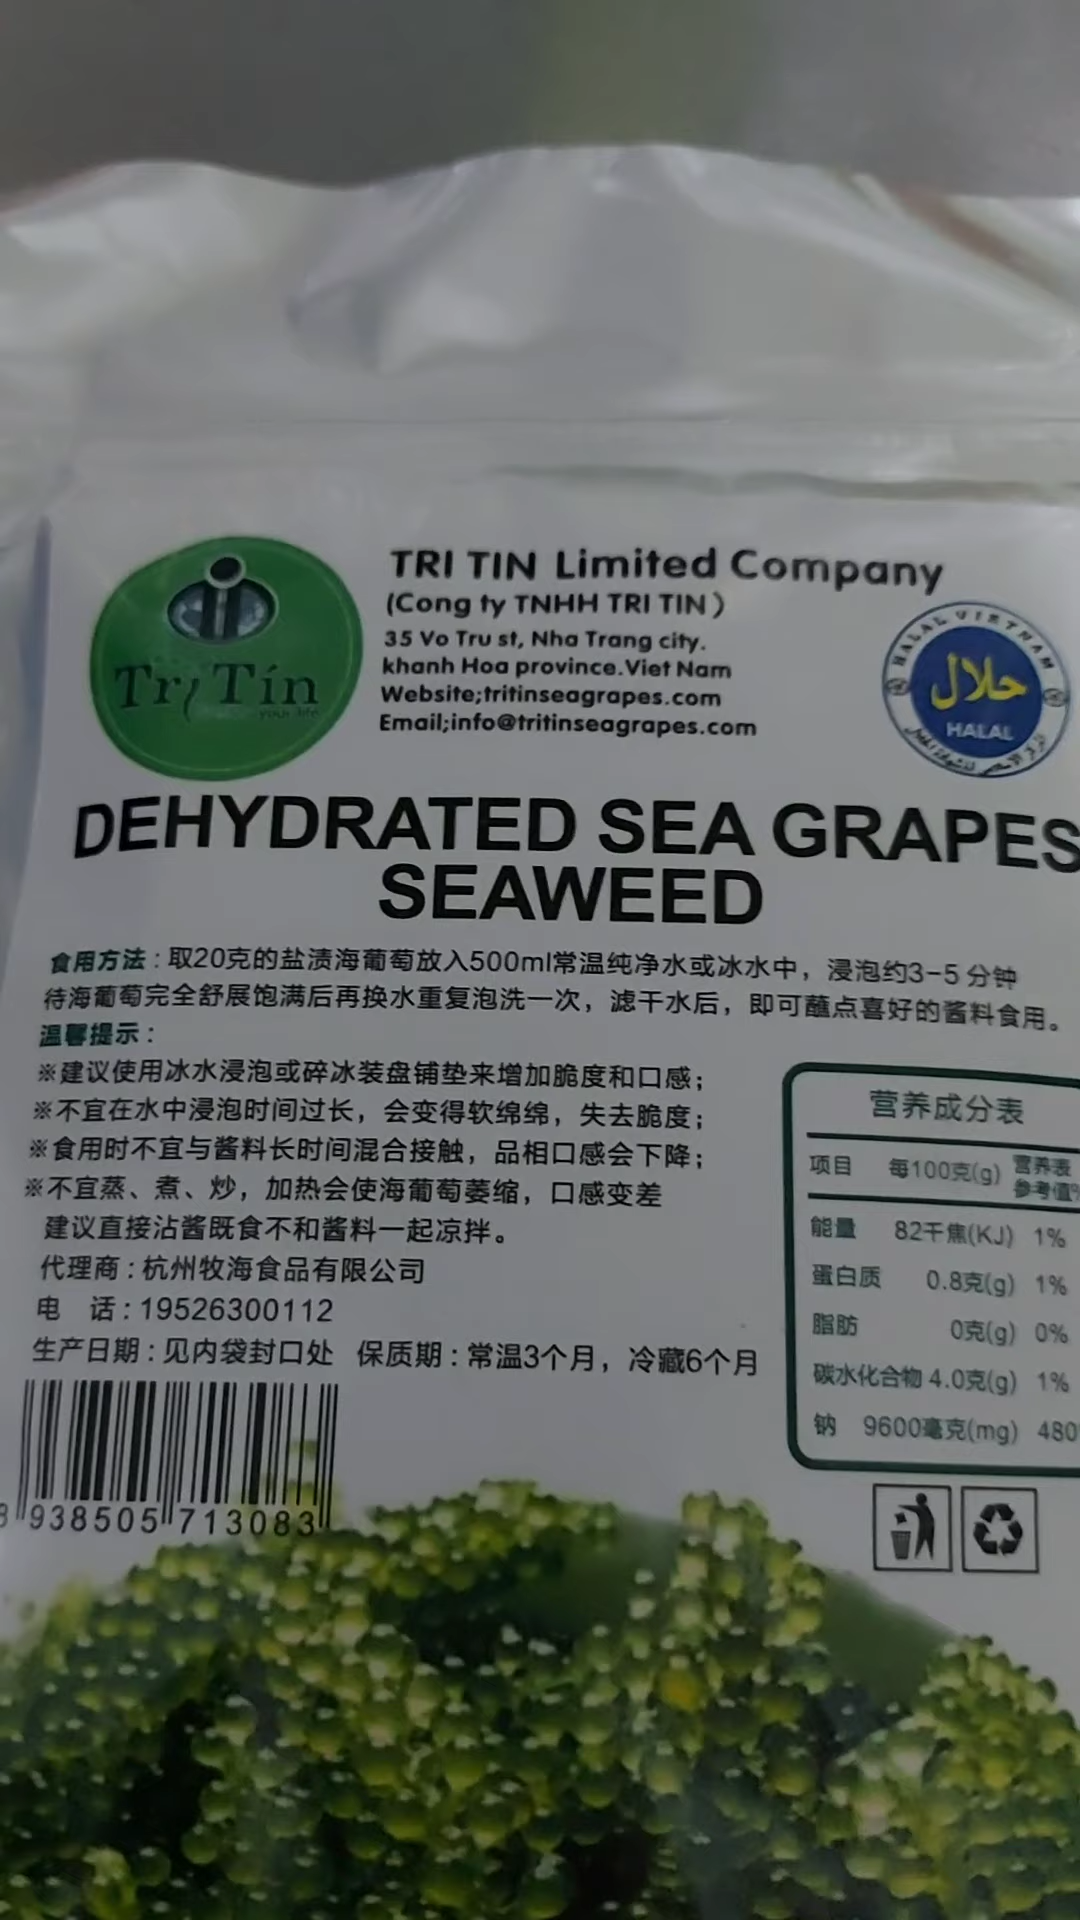 TRI TIN Limited Company
(Cong ty TNHH TRI TIN)
35 Vo Tru st, Nha Trang city.
khanh Hoa province.Viet Nam
Website;tritinseagrapes.com
Email;info@tritinseagrapes.com
Tri Tín
your life
HALAL VIETNAM
حلال
HALAL
DEHYDRATED SEA GRAPES
SEAWEED
食用方法:取20克的盐渍海葡萄放入500ml常温纯净水或冰水中，浸泡约3-5分钟
待海葡萄完全舒展饱满后再换水重复泡洗一次，滤干水后，即可蘸点喜好的酱料食用。
温馨提示:
※建议使用冰水浸泡或碎冰装盘铺垫来增加脆度和口感；
※不宜在水中浸泡时间过长，会变得软绵绵，失去脆度；
※食用时不宜与酱料长时间混合接触，品相口感会下降；
※不宜蒸、煮、炒，加热会使海葡萄萎缩，口感变差
建议直接沾酱既食不和酱料一起凉拌。
代理商:杭州牧海食品有限公司
电 话:19526300112
生产日期:见内袋封口处 保质期:常温3个月，冷藏6个月
8 938505 713083
营养成分表
项目 每100克(g) 营养表参考值%
能量 82千焦(KJ) 1%
蛋白质 0.8克(g) 1%
脂肪 0克(g) 0%
碳水化合物 4.0克(g) 1%
钠 9600毫克(mg) 480